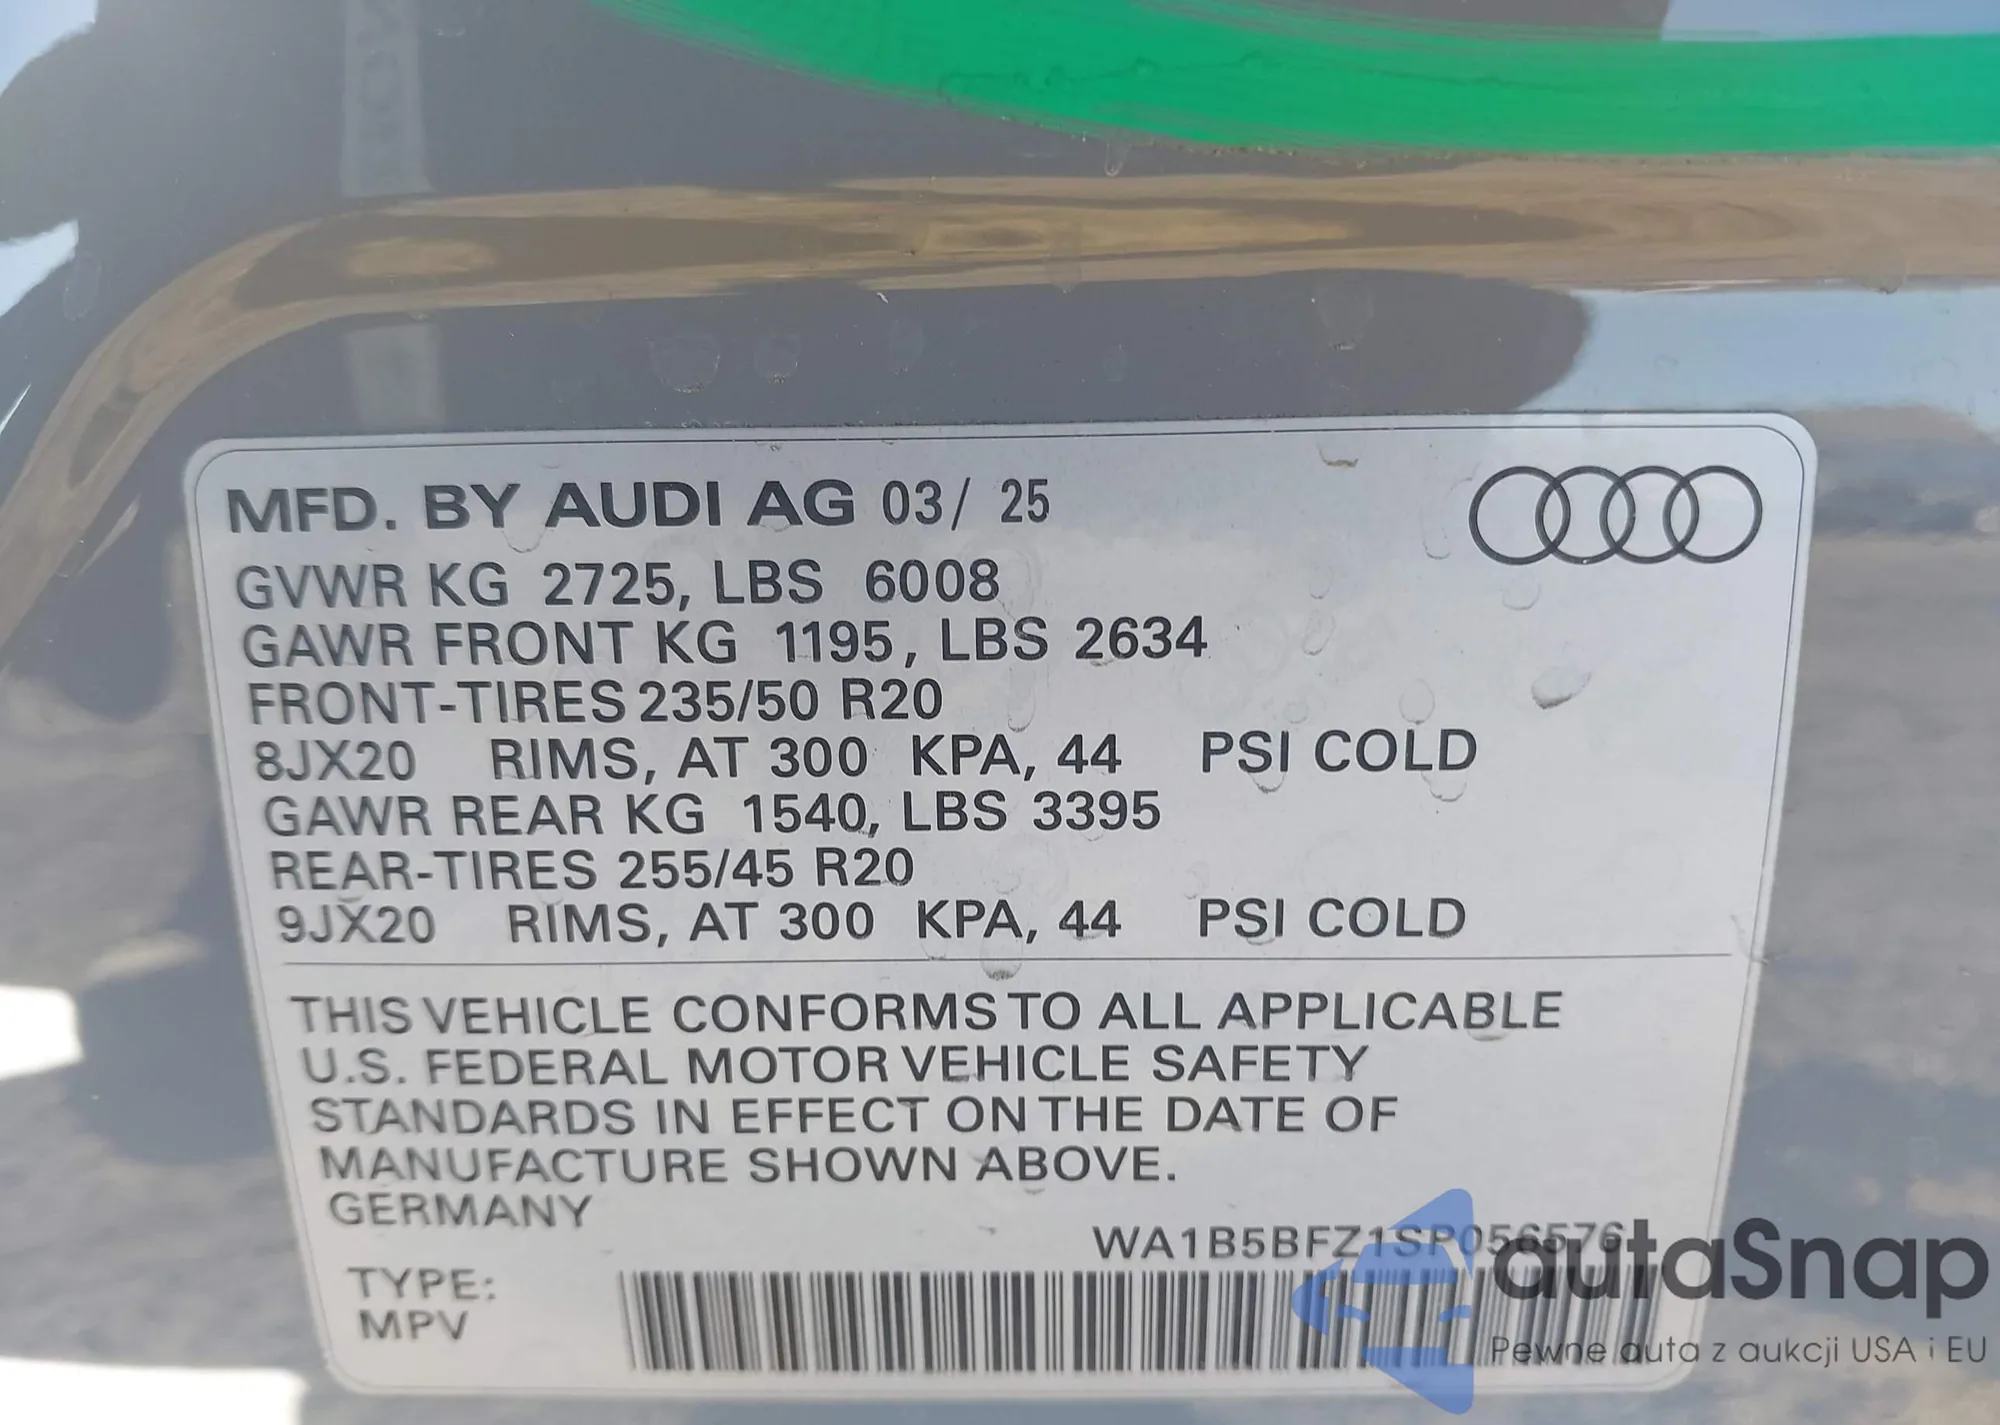 MFD. BY AUDI AG 03/ 25
GVWR KG 2725, LBS 6008
GAWR FRONT KG 1195, LBS 2634
FRONT-TIRES 235/50 R20
8JX20 RIMS, AT 300 KPA, 44 PSI COLD
GAWR REAR KG 1540, LBS 3395
REAR-TIRES 255/45 R20
9JX20 RIMS, AT 300 KPA, 44 PSI COLD
THIS VEHICLE CONFORMS TO ALL APPLICABLE
U.S. FEDERAL MOTOR VEHICLE SAFETY
STANDARDS IN EFFECT ON THE DATE OF
MANUFACTURE SHOWN ABOVE.
GERMANY
WA1B5BFZ1SP056576
TYPE:
MPV
autaSnap
Pewne auta z aukcji USA i EU